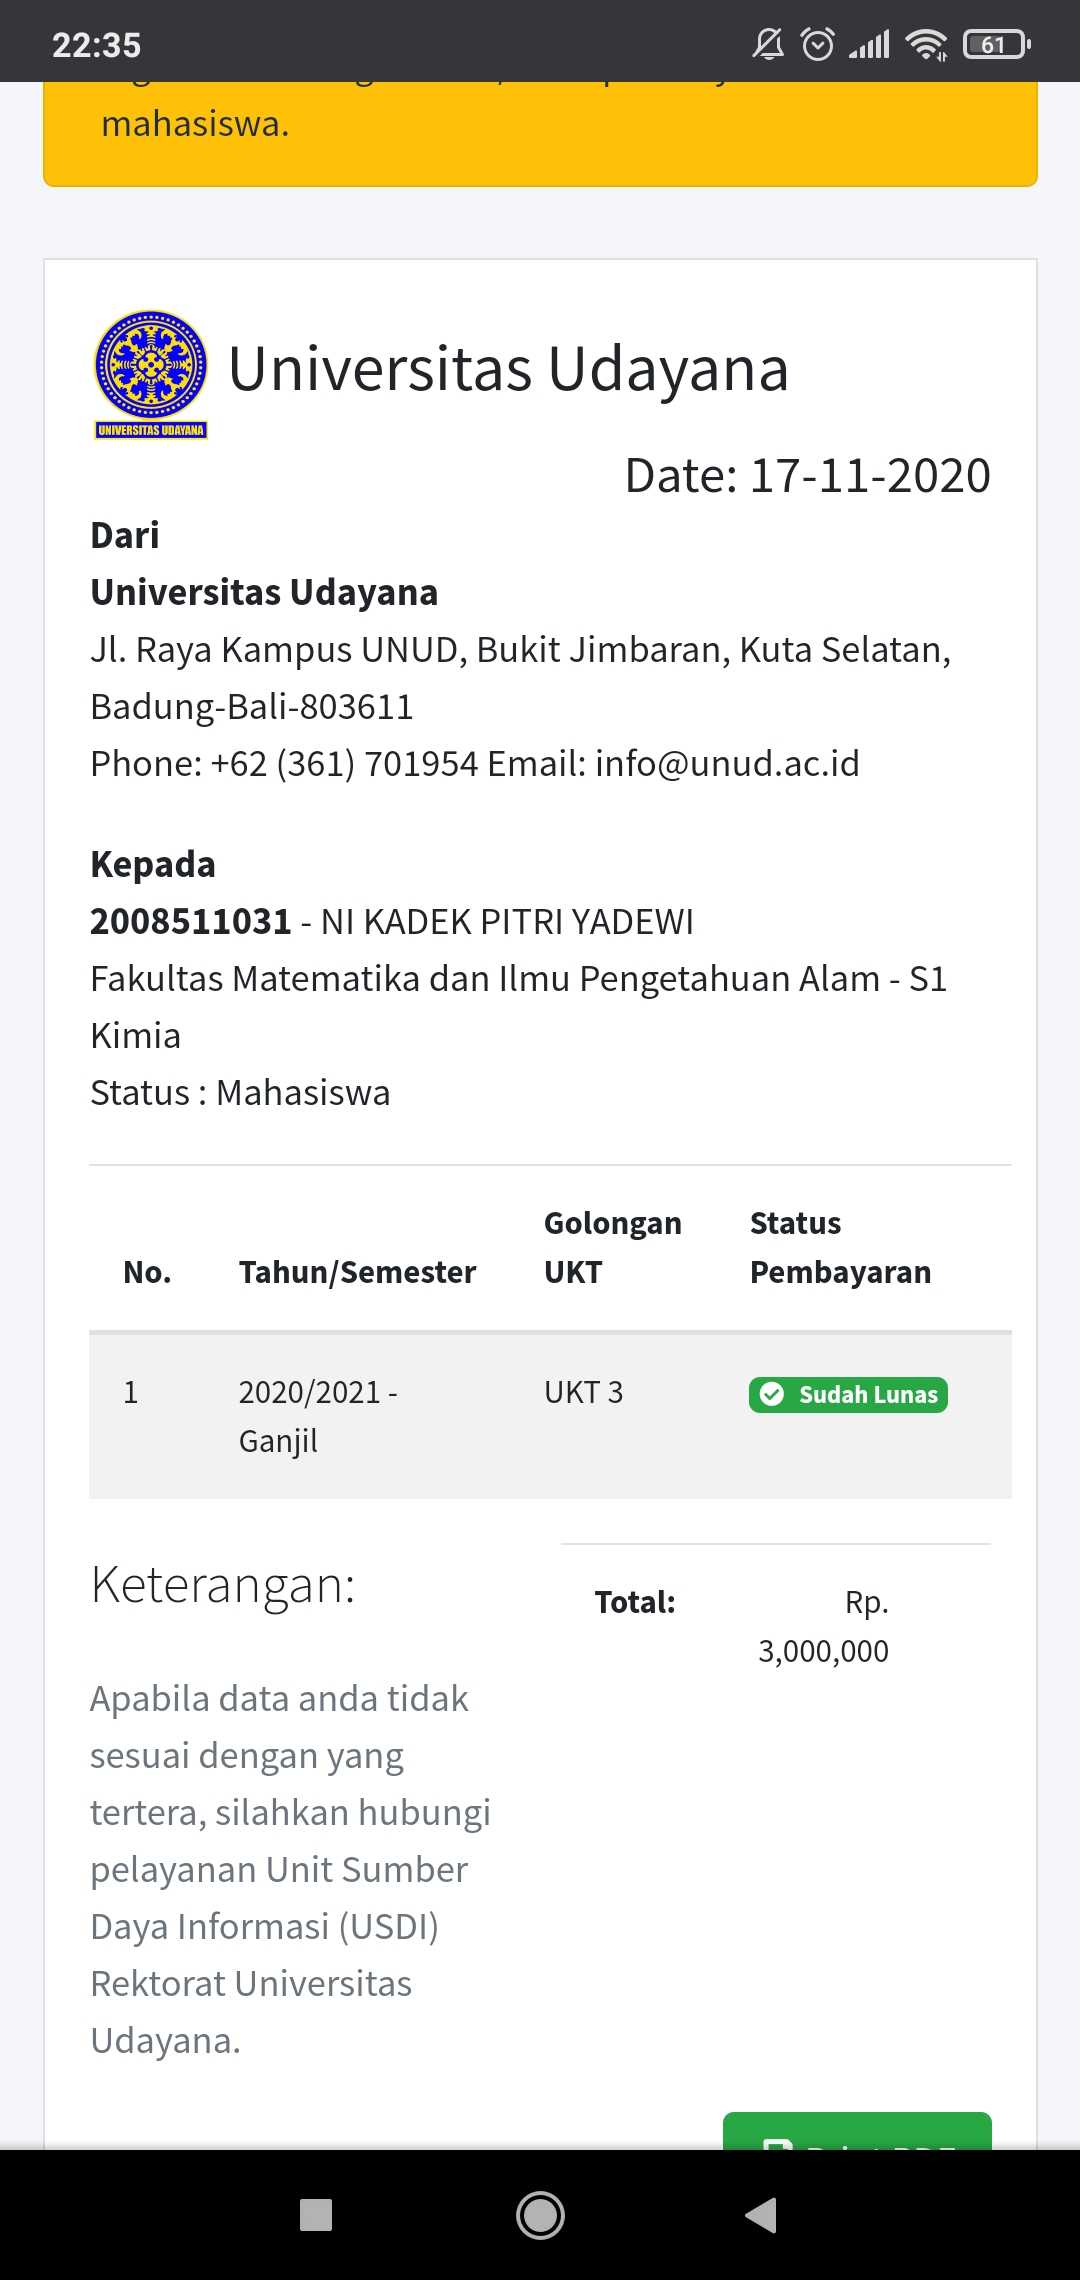 22:35
61
mahasiswa.
UNIVERSITAS UDAYANA
Universitas Udayana
Date: 17-11-2020
Dari
Universitas Udayana
Jl. Raya Kampus UNUD, Bukit Jimbaran, Kuta Selatan,
Badung-Bali-803611
Phone: +62 (361) 701954 Email: info@unud.ac.id
Kepada
2008511031 - NI KADEK PITRI YADEWI
Fakultas Matematika dan Ilmu Pengetahuan Alam - S1
Kimia
Status : Mahasiswa
No. Tahun/Semester Golongan UKT Status Pembayaran
1 2020/2021 - Ganjil UKT 3 Sudah Lunas
Total: Rp. 3,000,000
Keterangan:
Apabila data anda tidak
sesuai dengan yang
tertera, silahkan hubungi
pelayanan Unit Sumber
Daya Informasi (USDI)
Rektorat Universitas
Udayana.